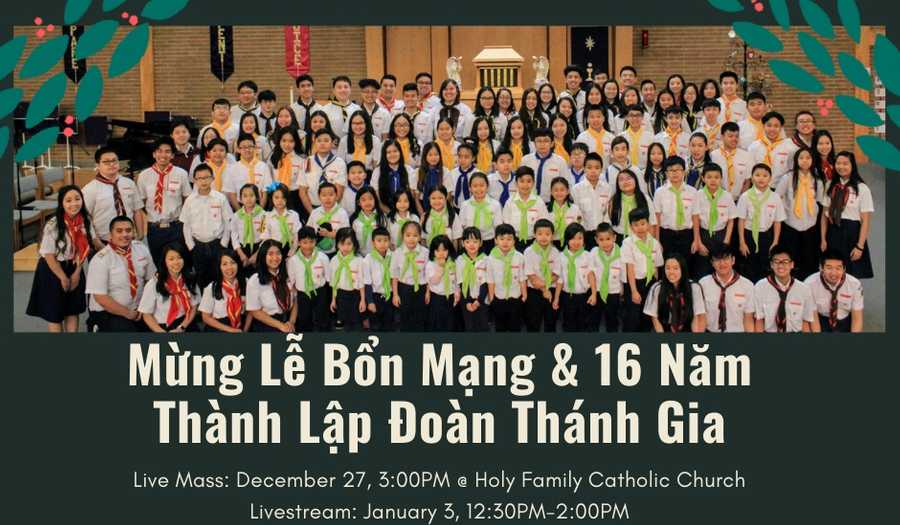 Mừng Lễ Bổn Mạng & 16 Năm
Thành Lập Đoàn Thánh Gia
Live Mass: December 27, 3:00PM @ Holy Family Catholic Church
Livestream: January 3, 12:30PM-2:00PM